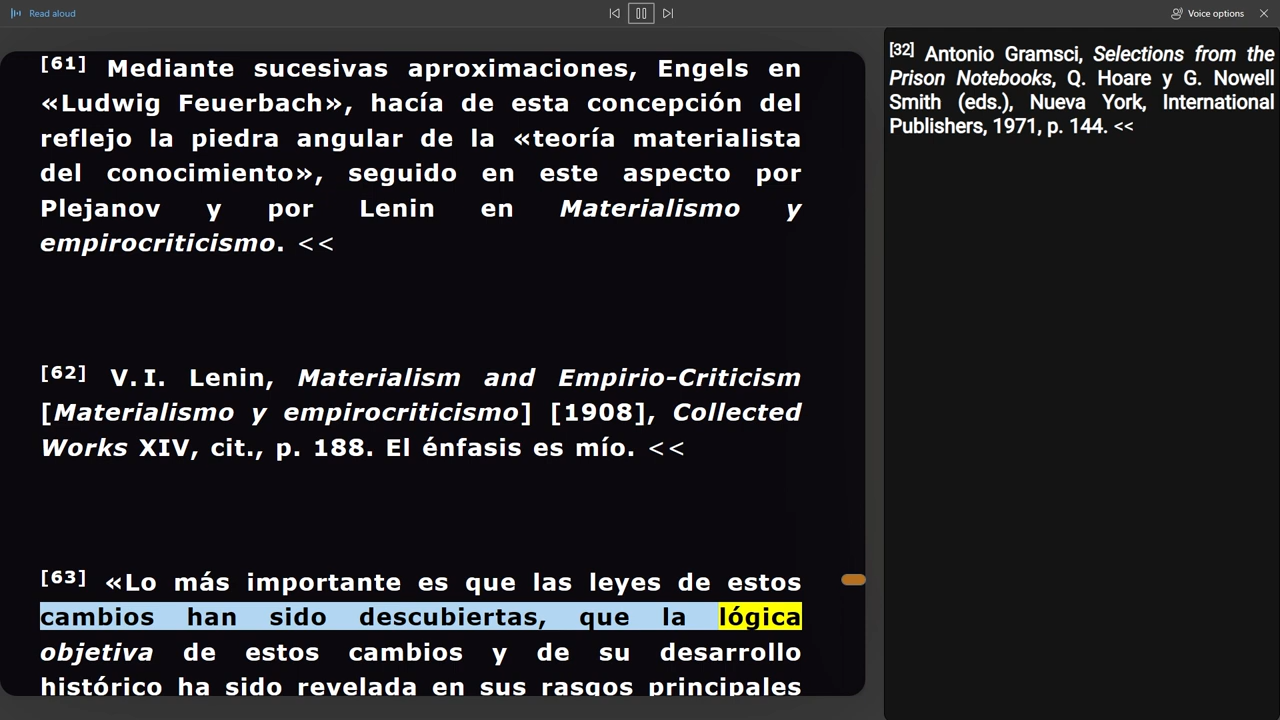 Read aloud
Voice options
[61] Mediante sucesivas aproximaciones, Engels en
«Ludwig Feuerbach», hacía de esta concepción del
reflejo la piedra angular de la «teoría materialista
del conocimiento», seguido en este aspecto por
Plejanov y por Lenin en Materialismo y
empirocriticismo. <<
[62] V. I. Lenin, Materialism and Empirio-Criticism
[Materialismo y empirocriticismo] [1908], Collected
Works XIV, cit., p. 188. El énfasis es mío. <<
[63] «Lo más importante es que las leyes de estos
cambios han sido descubiertas, que la lógica
objetiva de estos cambios y de su desarrollo
histórico ha sido revelada en sus rasgos principales
[32] Antonio Gramsci, Selections from the
Prison Notebooks, Q. Hoare y G. Nowell
Smith (eds.), Nueva York, International
Publishers, 1971, p. 144. <<